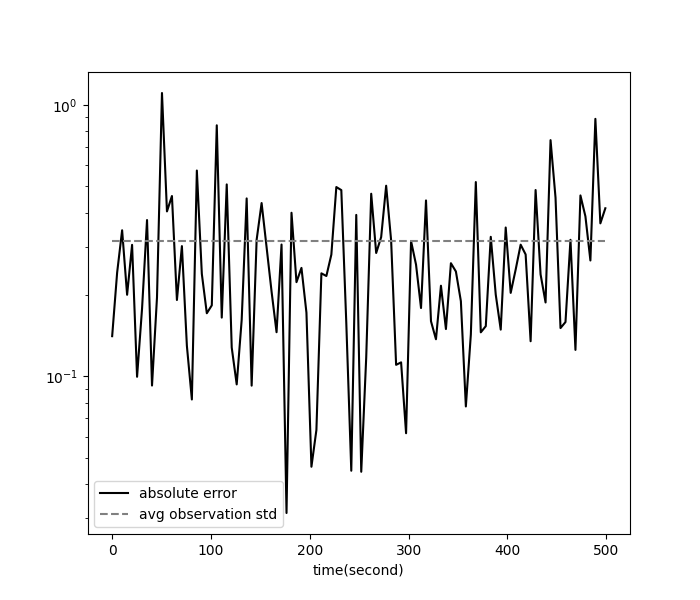 10⁰
10⁻¹
absolute error
avg observation std
0 100 200 300 400 500
time(second)